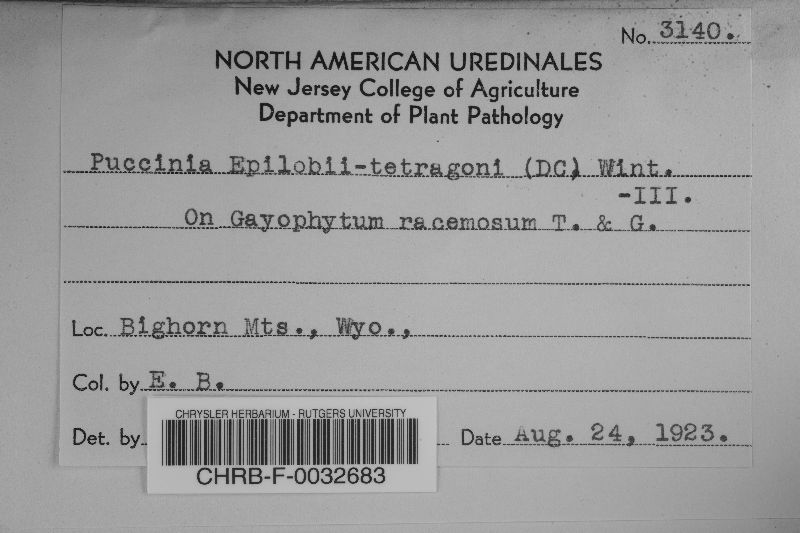 No. 3140.
NORTH AMERICAN UREDINALES
New Jersey College of Agriculture
Department of Plant Pathology
Puccinia Epilobii-tetragoni (DC) Wint.
-III.
On Gayophytum racemosum T. & G.
Loc. Bighorn Mts., Wyo.,
Col. by E. B.
Det. by
Date Aug. 24, 1923.
CHRYSLER HERBARIUM - RUTGERS UNIVERSITY
CHRB-F-0032683